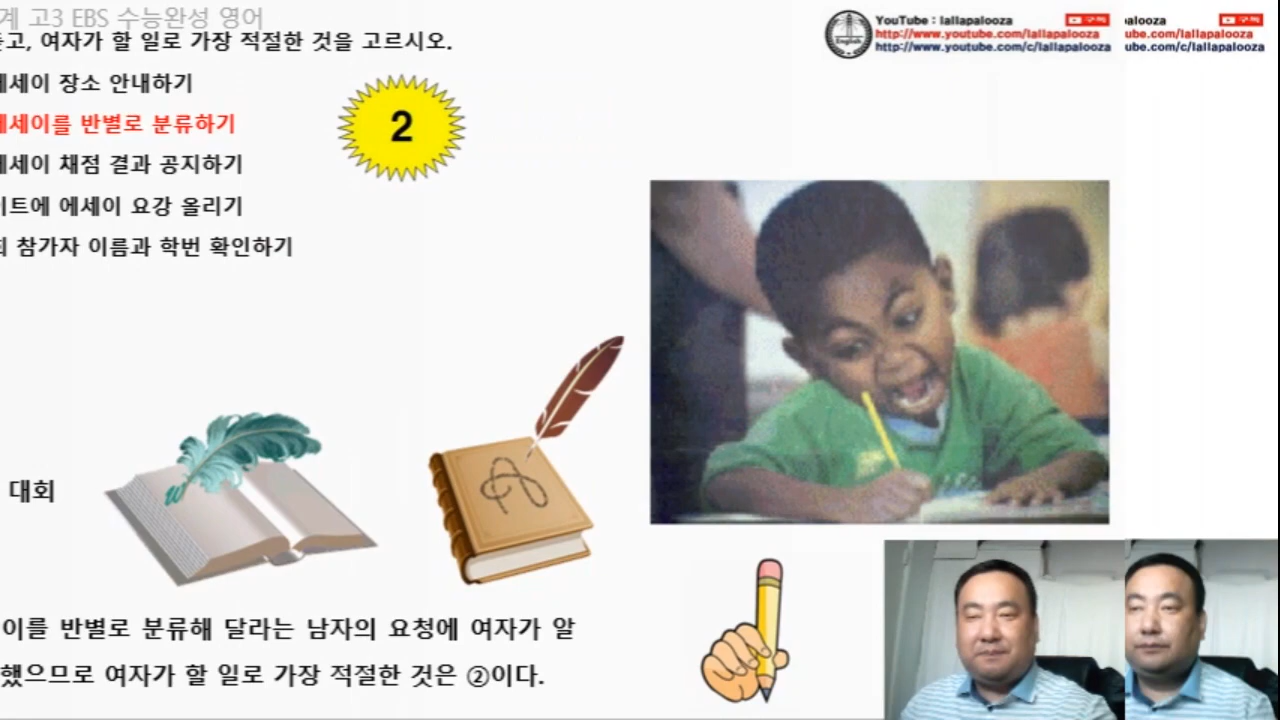 계 고3 EBS 수능완성 영어
듣고, 여자가 할 일로 가장 적절한 것을 고르시오.
에세이 장소 안내하기
에세이를 반별로 분류하기
에세이 채점 결과 공지하기
이트에 에세이 요강 올리기
회 참가자 이름과 학번 확인하기
2
YouTube : lallapalooza
구독
http://www.youtube.com/lallapalooza
http://www.youtube.com/c/lallapalooza
palooza
구독
ube.com/lallapalooza
ube.com/c/lallapalooza
English
대회
A
이를 반별로 분류해 달라는 남자의 요청에 여자가 알
했으므로 여자가 할 일로 가장 적절한 것은 ②이다.